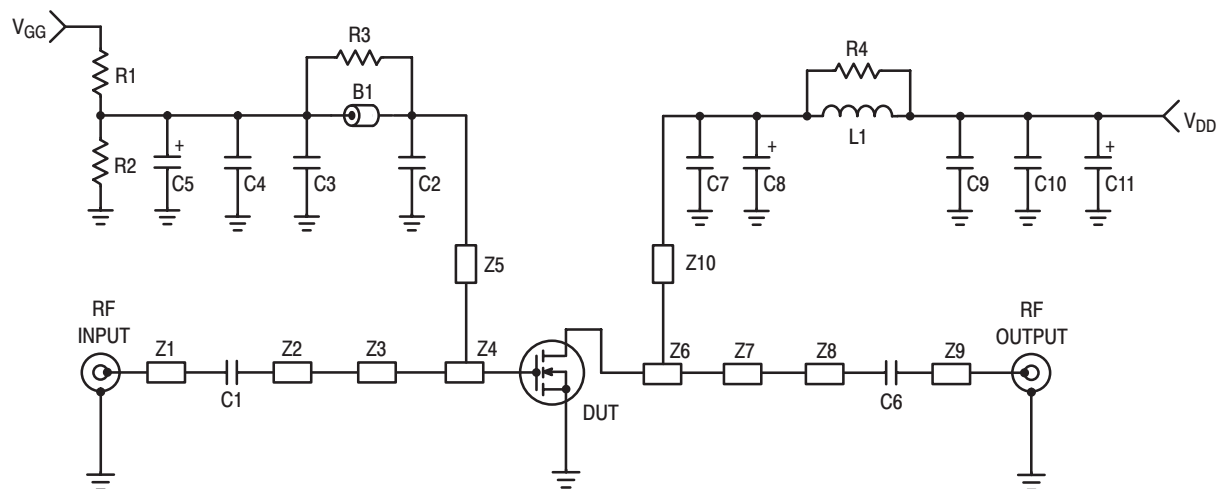 VGG
R3
R4
R1
B1
VDD
L1
+
+
+
R2
C5
C4
C3
C2
C7
C8
C9
C10
C11
Z5
Z10
RF
INPUT
RF
OUTPUT
Z1
Z2
Z3
Z4
Z6
Z7
Z8
Z9
C1
DUT
C6